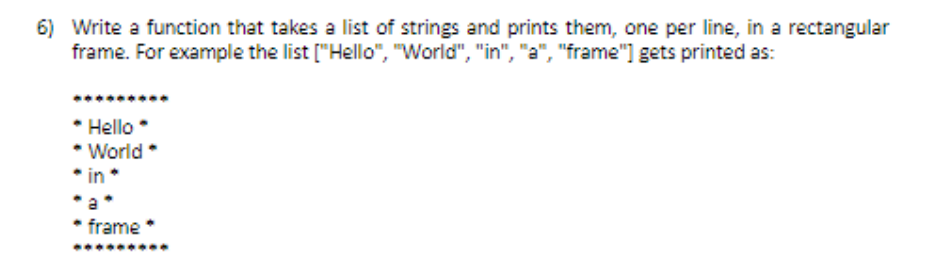 6) Write a function that takes a list of strings and prints them, one per line, in a rectangular
frame. For example the list ["Hello", "World", "in", "a", "frame"] gets printed as:
*********
* Hello *
* World *
* in *
* a *
* frame *
*********